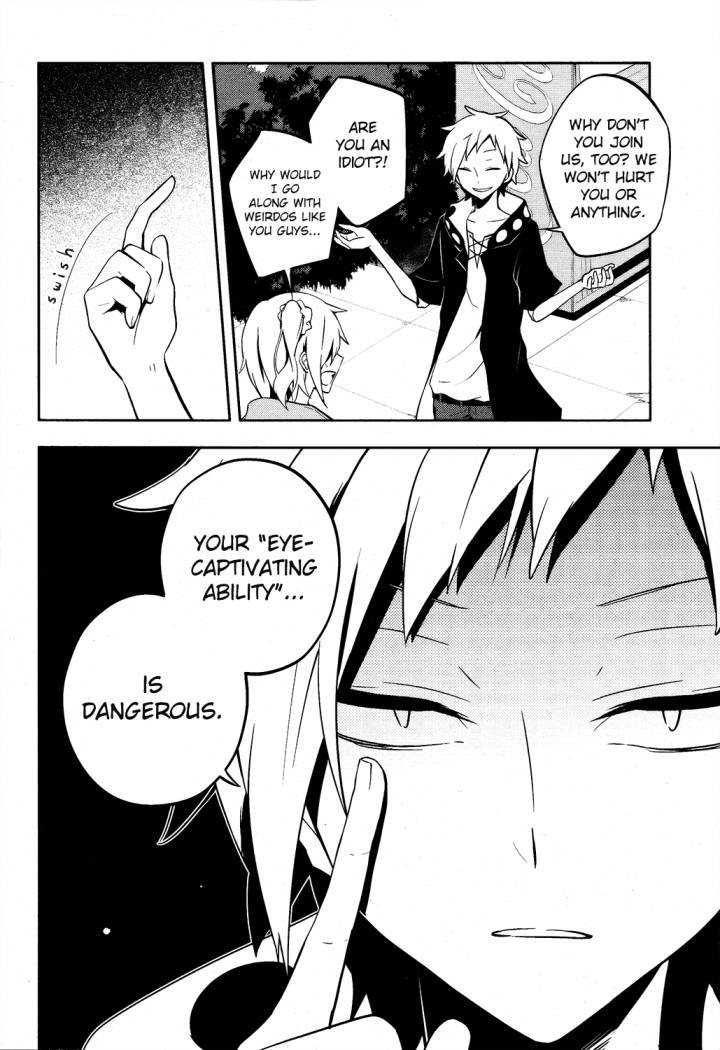 WHY DON'T
YOU JOIN
US, TOO? WE
WON'T HURT
YOU OR
ANYTHING.
ARE
YOU AN
IDIOT?!
WHY WOULD
I GO
ALONG WITH
WEIRDOS LIKE
YOU GUYS...
swish
YOUR "EYE-
CAPTIVATING
ABILITY"...
IS
DANGEROUS.